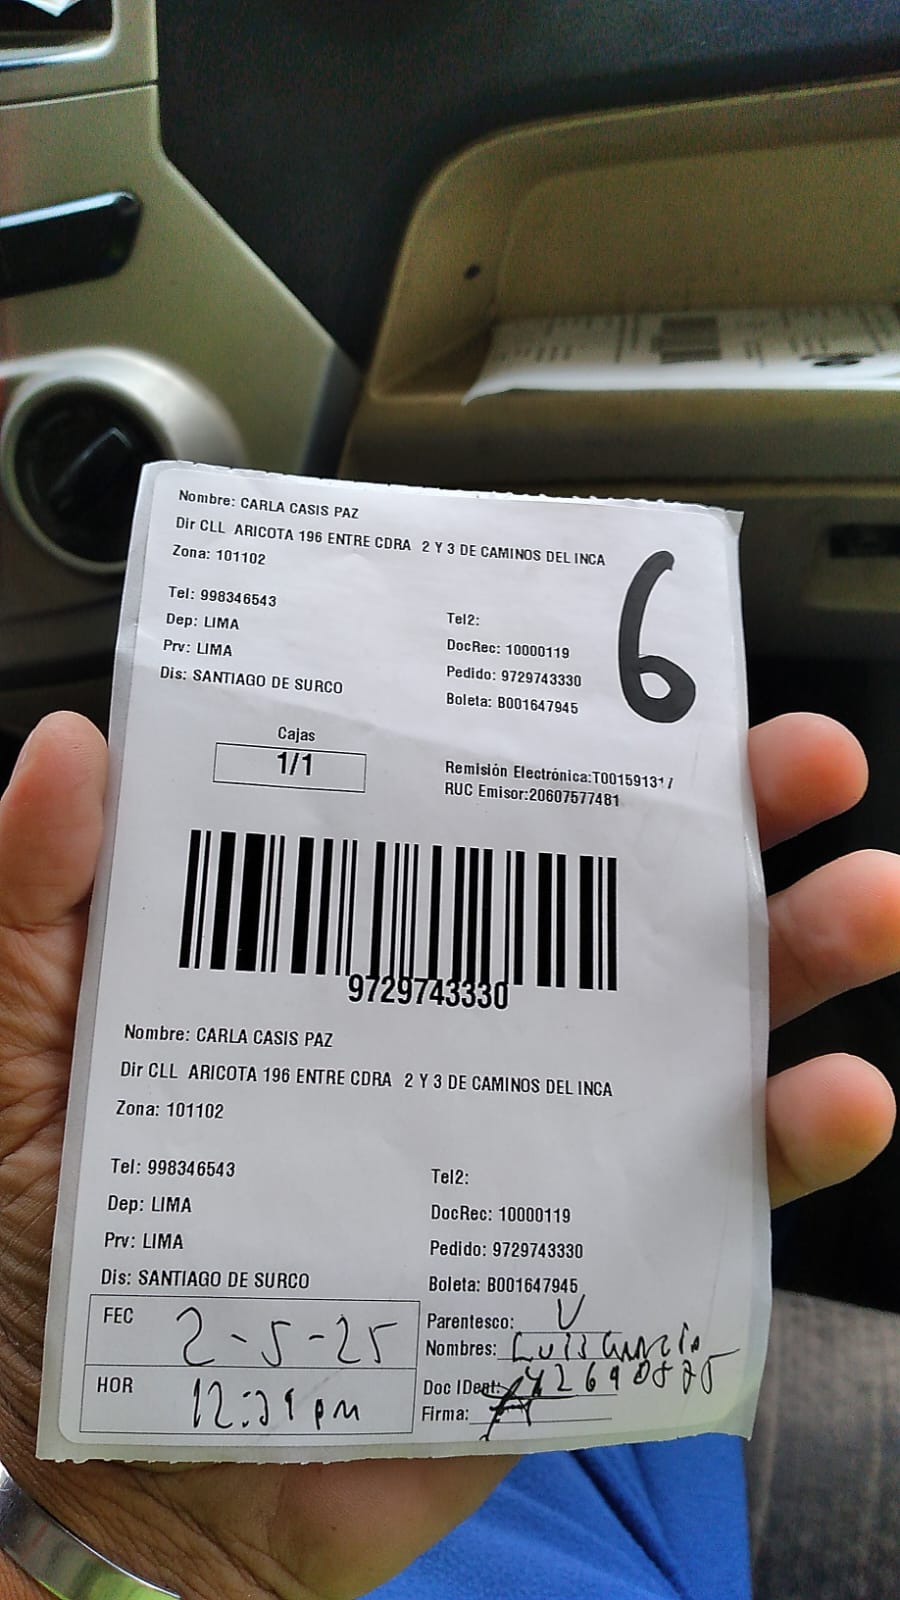 Nombre: CARLA CASIS PAZ
Dir CLL ARICOTA 196 ENTRE CDRA 2 Y 3 DE CAMINOS DEL INCA
Zona: 101102
6
Tel: 998346543
Tel2:
Dep: LIMA
DocRec: 10000119
Prv: LIMA
Pedido: 9729743330
Dis: SANTIAGO DE SURCO
Boleta: B001647945
Cajas
1/1
Remisión Electrónica:
RUC Emisor:20607577481
9729743330
Nombre: CARLA CASIS PAZ
Dir CLL ARICOTA 196 ENTRE CDRA 2 Y 3 DE CAMINOS DEL INCA
Zona: 101102
Tel: 998346543
Tel2:
Dep: LIMA
DocRec: 10000119
Prv: LIMA
Pedido: 9729743330
Dis: SANTIAGO DE SURCO
Boleta: B001647945
FEC 2-5-25
Parentesco: V
Nombres: Luis
HOR pm
Doc IDent:
Firma: